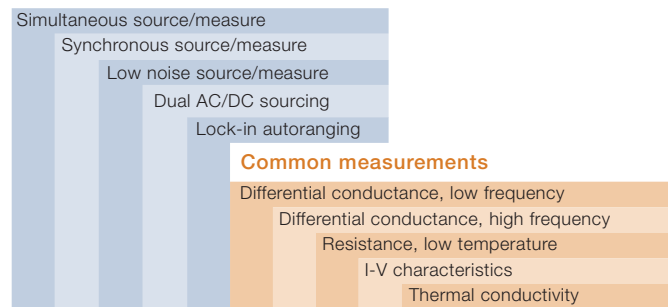 Simultaneous source/measure
Synchronous source/measure
Low noise source/measure
Dual AC/DC sourcing
Lock-in autoranging
Common measurements
Differential conductance, low frequency
Differential conductance, high frequency
Resistance, low temperature
I-V characteristics
Thermal conductivity